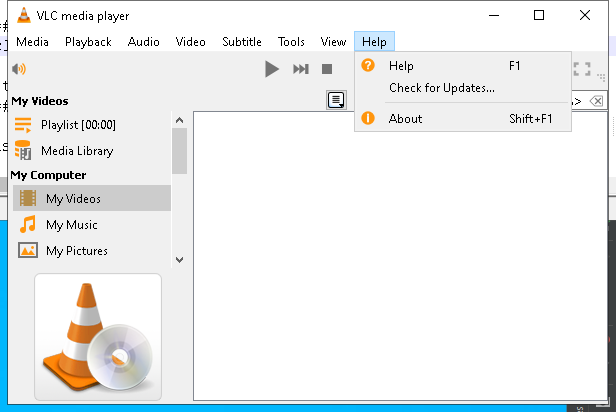 VLC media player
Media Playback Audio Video Subtitle Tools View Help
Help F1
Check for Updates...
About Shift+F1
My Videos
Playlist [00:00]
Media Library
My Computer
My Videos
My Music
My Pictures